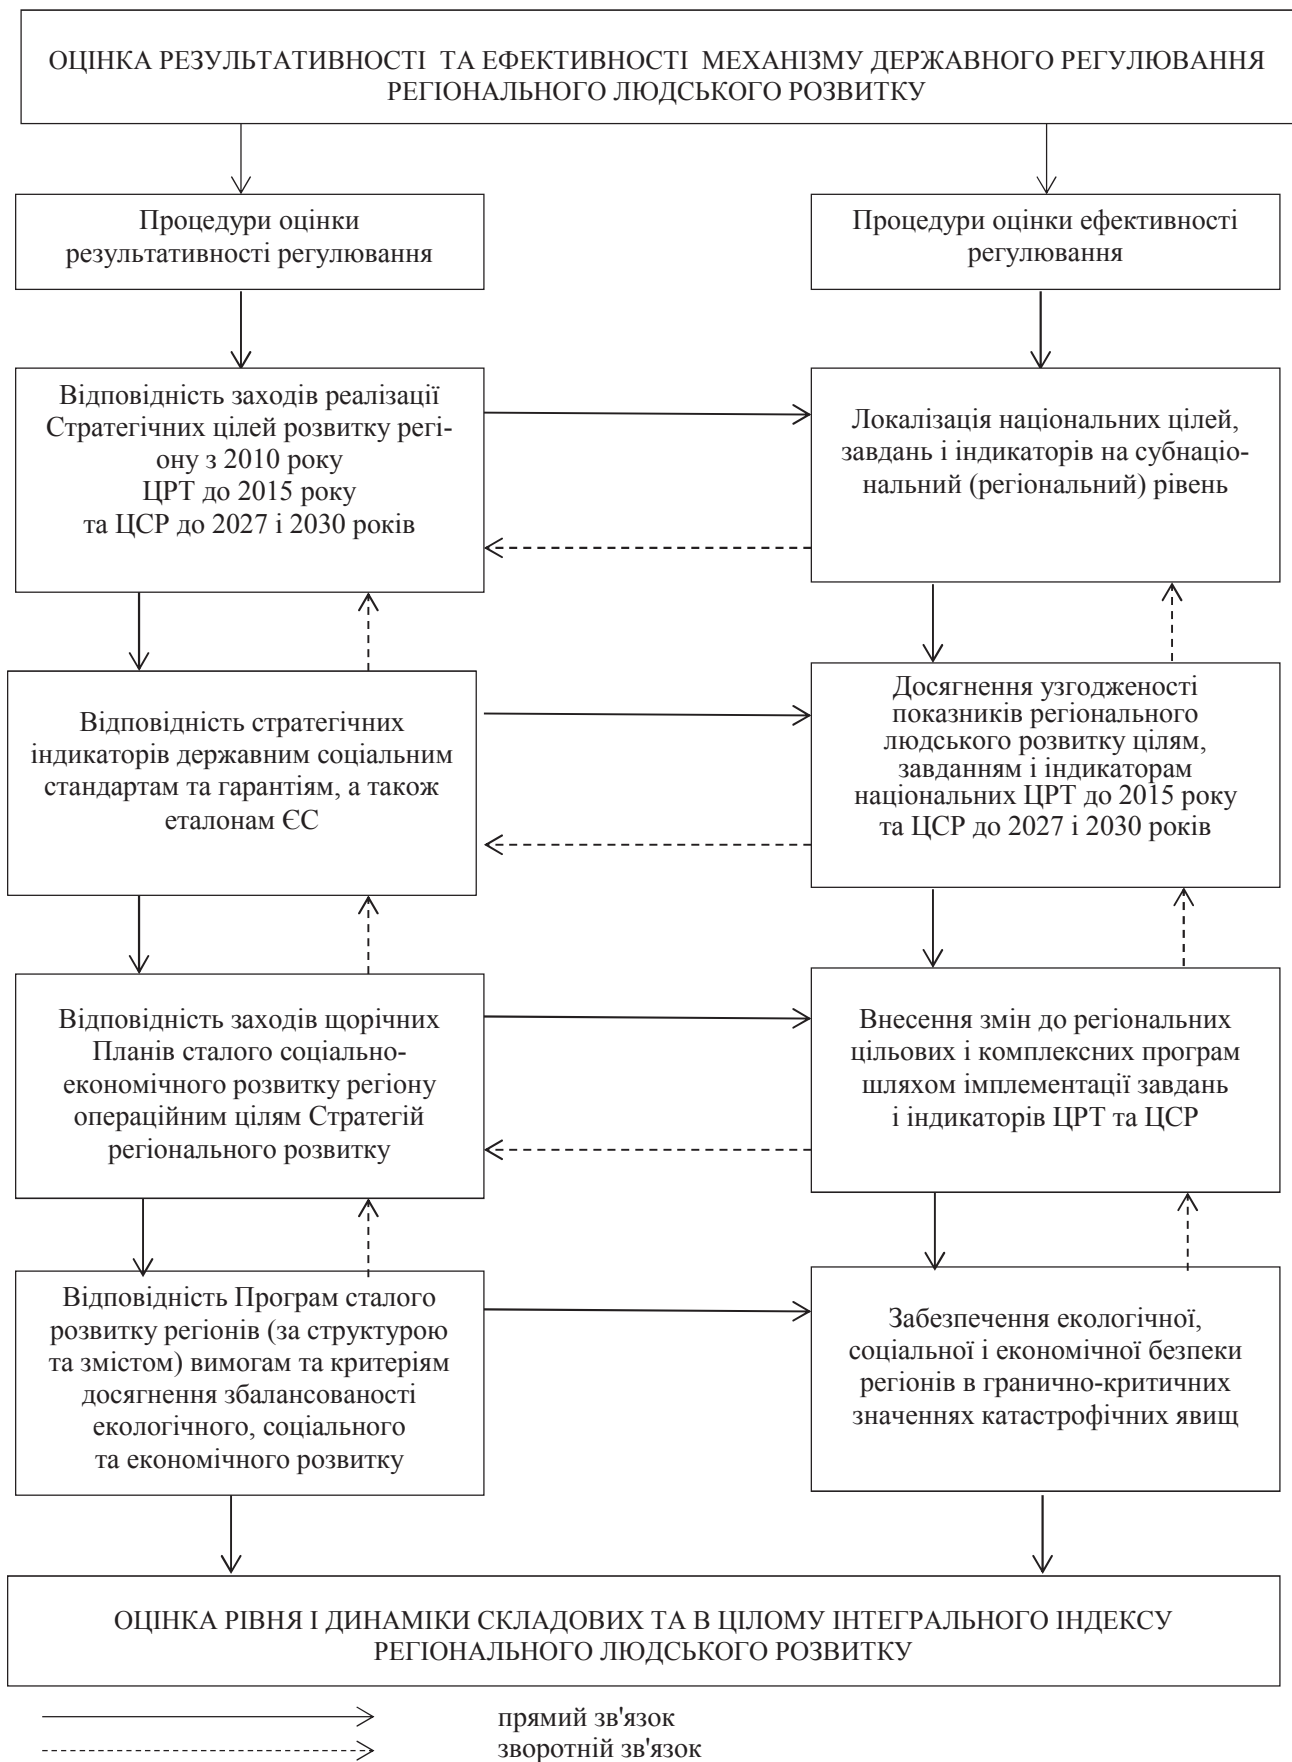 ОЦІНКА РЕЗУЛЬТАТИВНОСТІ ТА ЕФЕКТИВНОСТІ МЕХАНІЗМУ ДЕРЖАВНОГО РЕГУЛЮВАННЯ
РЕГІОНАЛЬНОГО ЛЮДСЬКОГО РОЗВИТКУ
Процедури оцінки
результативності регулювання
Процедури оцінки ефективності
регулювання
Відповідність заходів реалізації
Стратегічних цілей розвитку регі-
ону з 2010 року
ЦРТ до 2015 року
та ЦСР до 2027 і 2030 років
Локалізація національних цілей,
завдань і індикаторів на субнаціо-
нальний (регіональний) рівень
Відповідність стратегічних
індикаторів державним соціальним
стандартам та гарантіям, а також
еталонам ЄС
Досягнення узгодженості
показників регіонального
людського розвитку цілям,
завданням і індикаторам
національних ЦРТ до 2015 року
та ЦСР до 2027 і 2030 років
Відповідність заходів щорічних
Планів сталого соціально-
економічного розвитку регіону
операційним цілям Стратегій
регіонального розвитку
Внесення змін до регіональних
цільових і комплексних програм
шляхом імплементації завдань
і індикаторів ЦРТ та ЦСР
Відповідність Програм сталого
розвитку регіонів (за структурою
та змістом) вимогам та критеріям
досягнення збалансованості
екологічного, соціального
та економічного розвитку
Забезпечення екологічної,
соціальної і економічної безпеки
регіонів в гранично-критичних
значеннях катастрофічних явищ
ОЦІНКА РІВНЯ І ДИНАМІКИ СКЛАДОВИХ ТА В ЦІЛОМУ ІНТЕГРАЛЬНОГО ІНДЕКСУ
РЕГІОНАЛЬНОГО ЛЮДСЬКОГО РОЗВИТКУ
прямий зв'язок
зворотній зв'язок